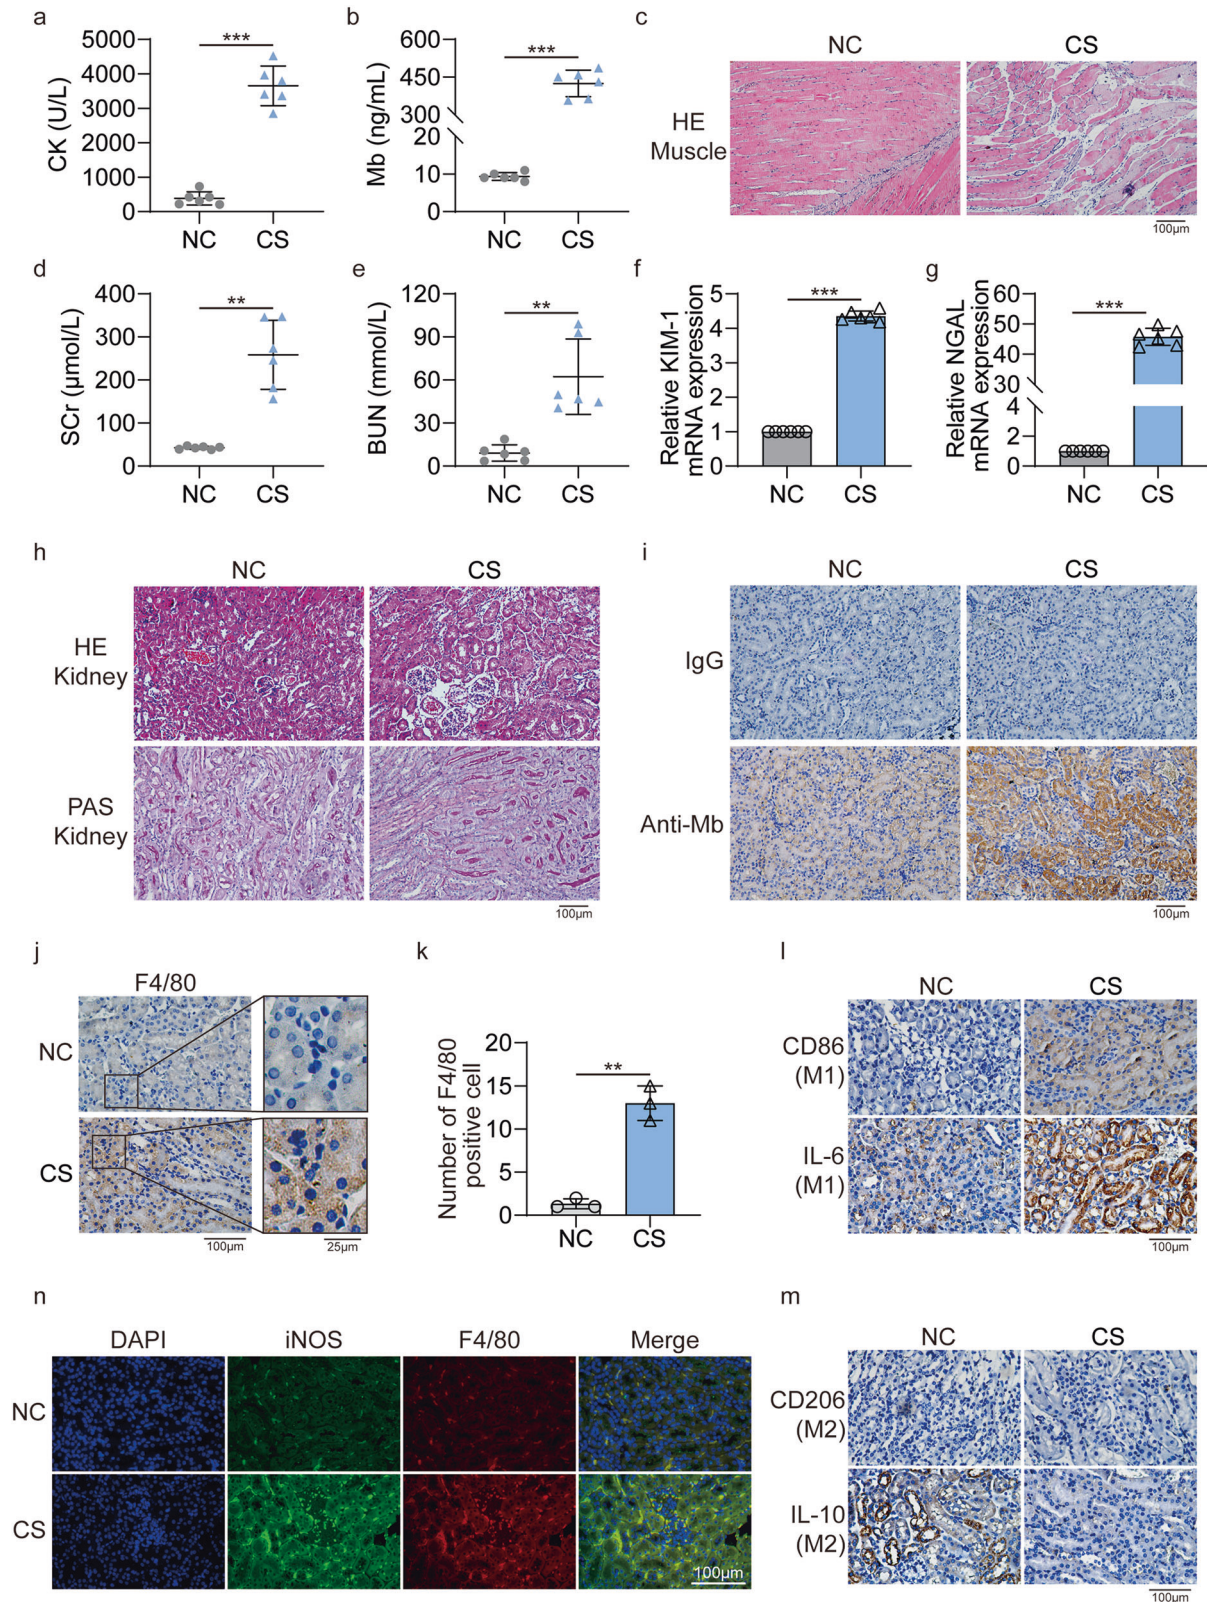 a
CK (U/L)
5000
4000
3000
2000
1000
0
***
NC
CS
b
Mb (ng/mL)
600
450
300
20
10
0
***
NC
CS
c
NC
CS
HE
Muscle
100μm
d
SCr (μmol/L)
400
300
200
100
0
**
NC
CS
e
BUN (mmol/L)
120
90
60
30
0
**
NC
CS
f
Relative KIM-1
mRNA expression
5
4
3
2
1
0
***
NC
CS
g
Relative NGAL
mRNA expression
60
50
40
30
4
2
0
***
NC
CS
h
NC
CS
HE
Kidney
PAS
Kidney
100μm
i
NC
CS
IgG
Anti-Mb
100μm
j
F4/80
NC
CS
100μm
25μm
k
Number of F4/80
positive cell
20
15
10
5
0
**
NC
CS
l
NC
CS
CD86
(M1)
IL-6
(M1)
100μm
n
DAPI
iNOS
F4/80
Merge
NC
CS
100μm
m
NC
CS
CD206
(M2)
IL-10
(M2)
100μm